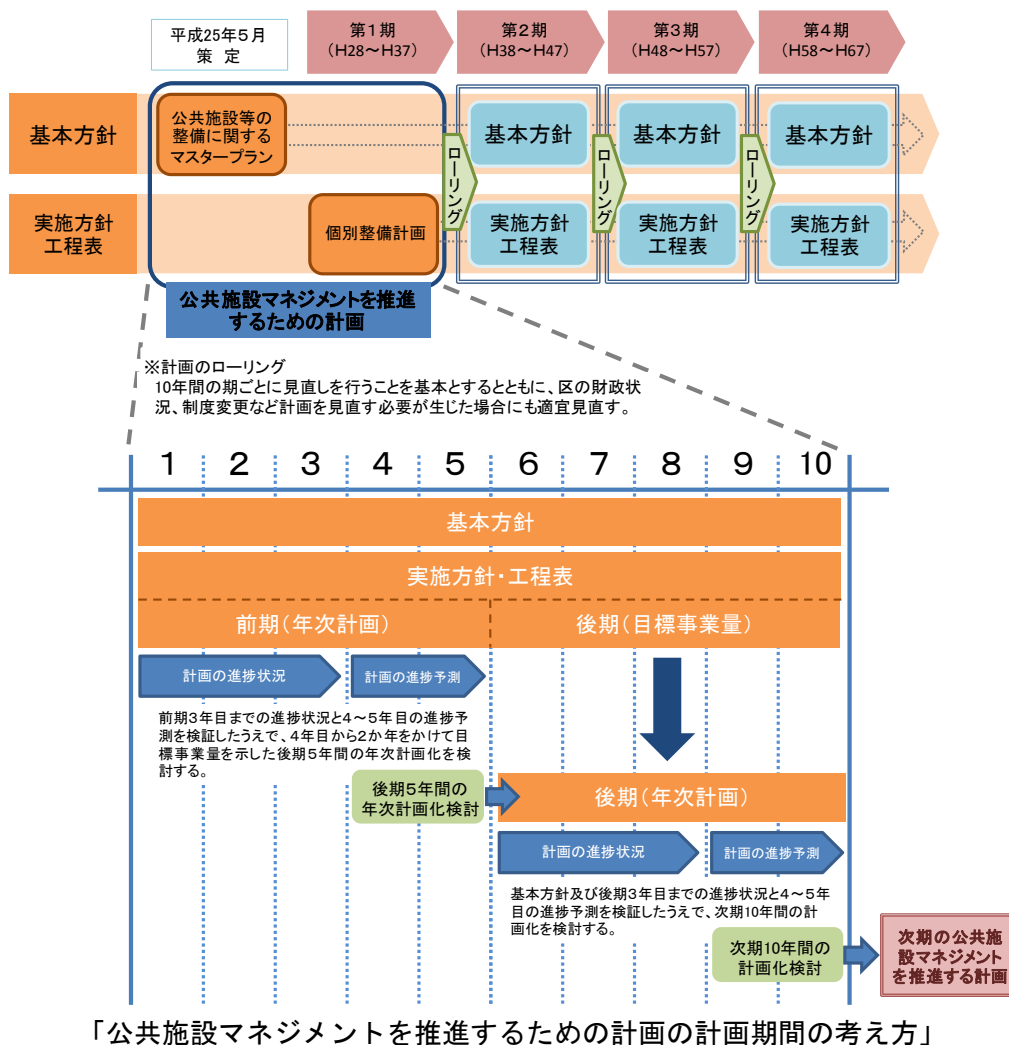 平成25年5月
策 定
第1期
(H28～H37)
第2期
(H38～H47)
第3期
(H48～H57)
第4期
(H58～H67)
基本方針
公共施設等の
整備に関する
マスタープラン
ローリング
基本方針
ローリング
基本方針
ローリング
基本方針
実施方針
工程表
個別整備計画
実施方針
工程表
実施方針
工程表
実施方針
工程表
公共施設マネジメントを推進
するための計画
※計画のローリング
10年間の期ごとに見直しを行うことを基本とするとともに、区の財政状
況、制度変更など計画を見直す必要が生じた場合にも適宜見直す。
1 2 3 4 5 6 7 8 9 10
基本方針
実施方針・工程表
前期(年次計画)
後期(目標事業量)
計画の進捗状況
計画の進捗予測
前期3年目までの進捗状況と4～5年目の進捗予
測を検証したうえで、4年目から2か年をかけて目
標事業量を示した後期5年間の年次計画化を検
討する。
後期5年間の
年次計画化検討
後期(年次計画)
計画の進捗状況
計画の進捗予測
基本方針及び後期3年目までの進捗状況と4～5年
目の進捗予測を検証したうえで、次期10年間の計
画化を検討する。
次期10年間の
計画化検討
次期の公共施
設マネジメント
を推進する計画
「公共施設マネジメントを推進するための計画の計画期間の考え方」